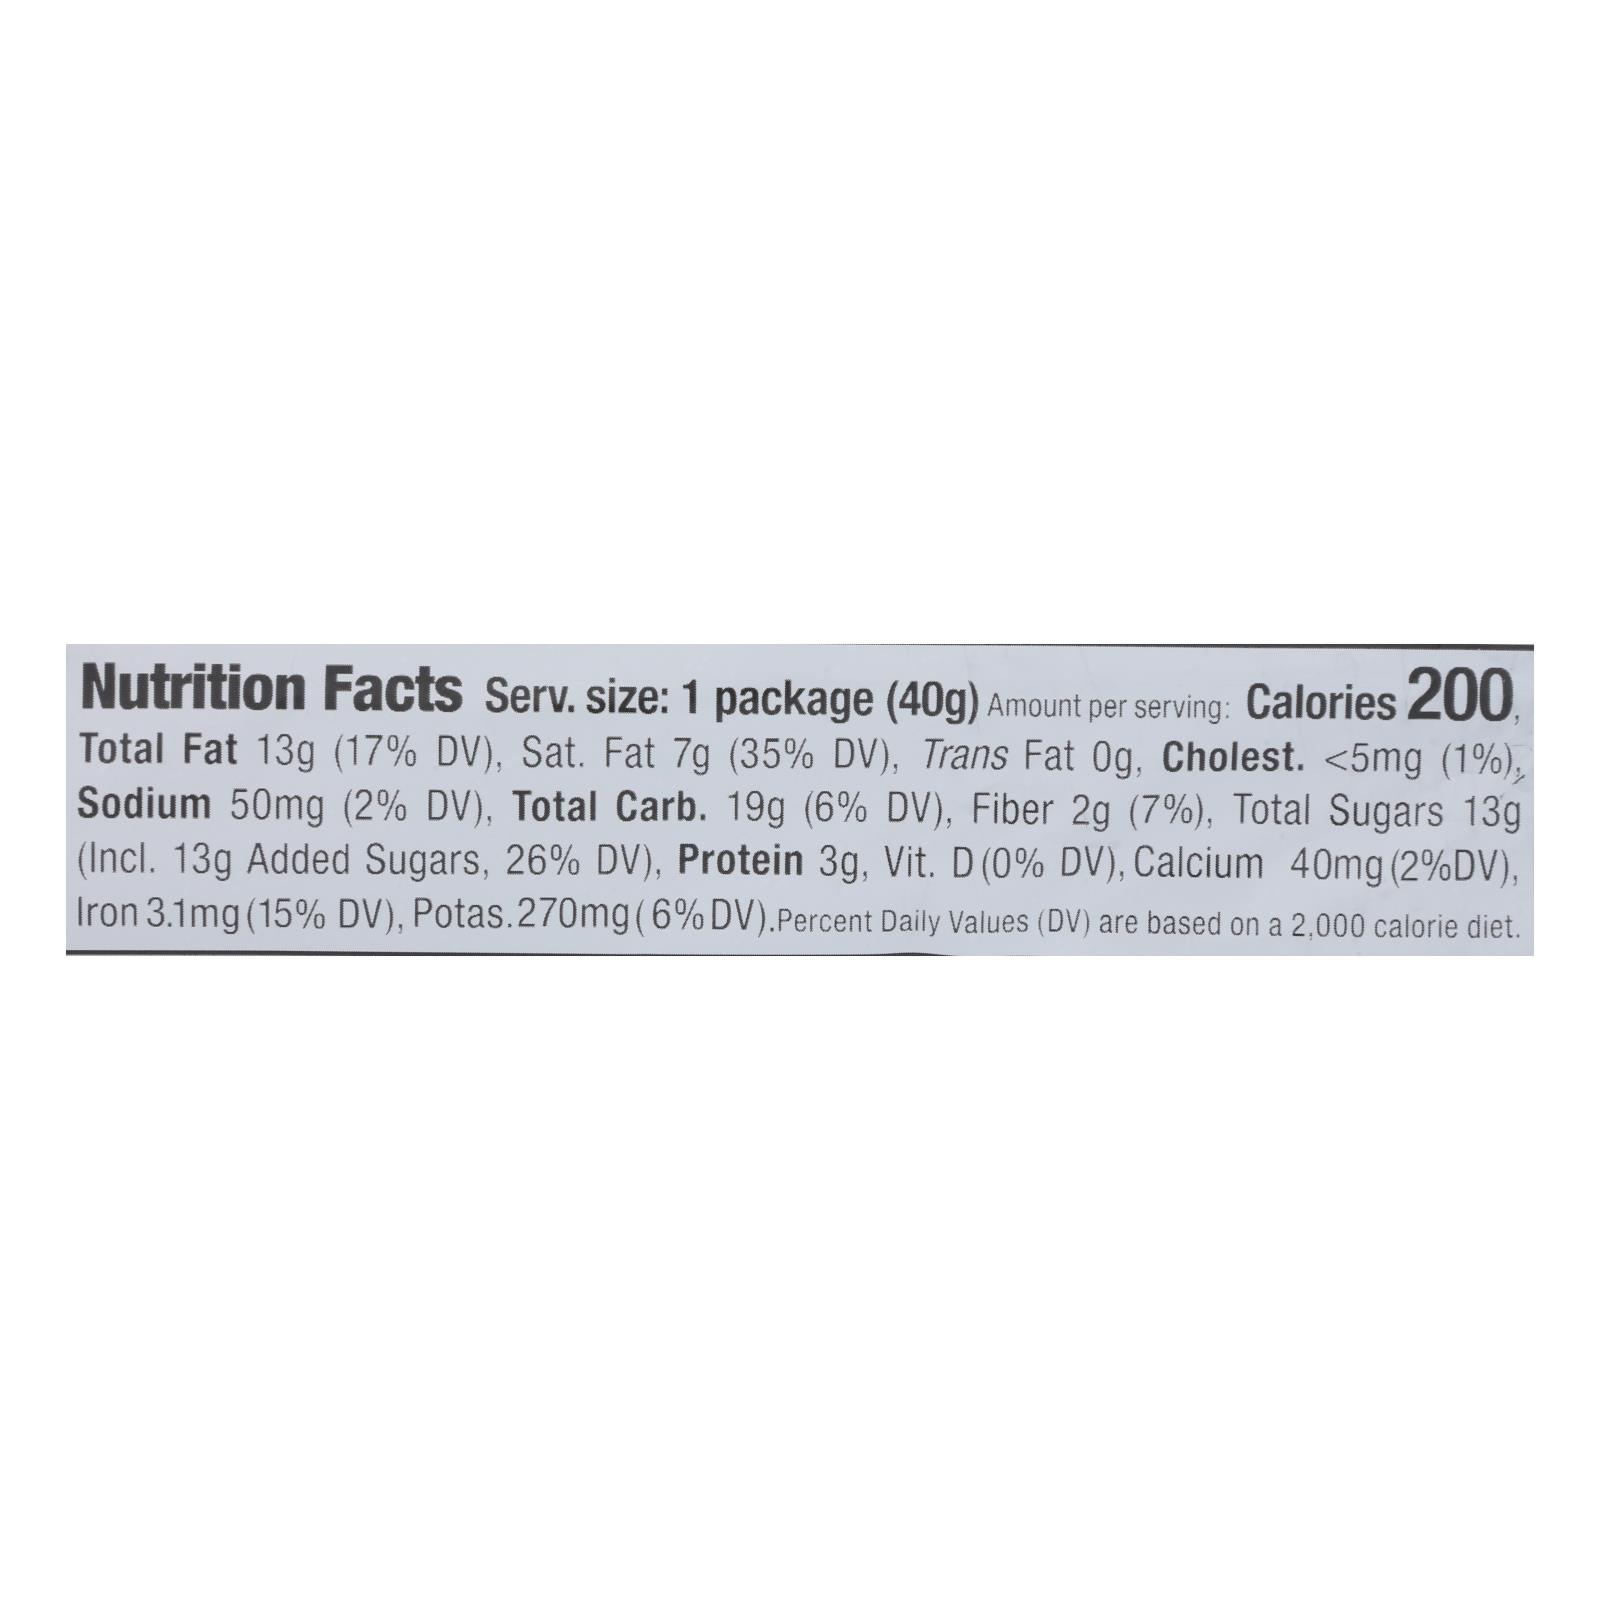 Nutrition Facts Serv. size: 1 package (40g) Amount per serving: Calories 200,
Total Fat 13g (17% DV), Sat. Fat 7g (35% DV), Trans Fat 0g, Cholest. <5mg (1%),
Sodium 50mg (2% DV), Total Carb. 19g (6% DV), Fiber 2g (7%), Total Sugars 13g
(Incl. 13g Added Sugars, 26% DV), Protein 3g, Vit. D (0% DV), Calcium 40mg (2%DV),
Iron 3.1mg (15% DV), Potas. 270mg ( 6% DV). Percent Daily Values (DV) are based on a 2,000 calorie diet.